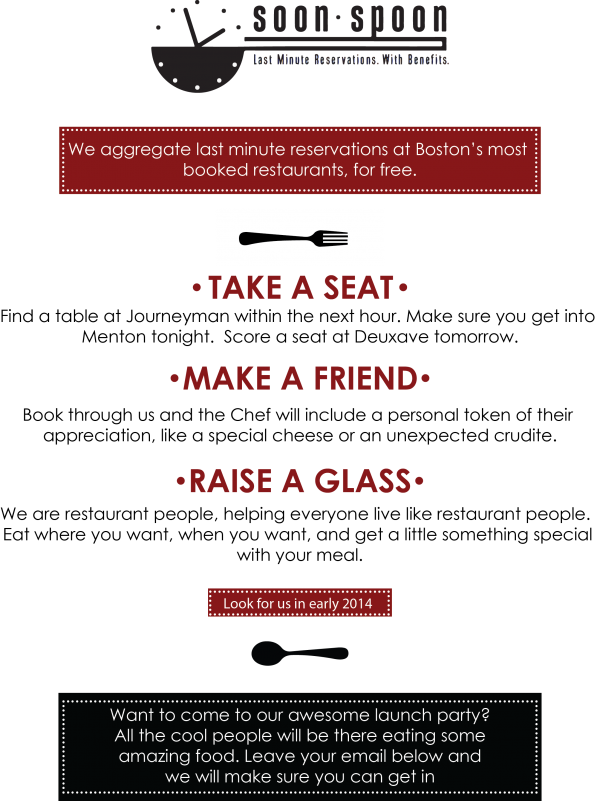 soon·spoon
Last Minute Reservations. With Benefits.
We aggregate last minute reservations at Boston's most
booked restaurants, for free.
•TAKE A SEAT•
Find a table at Journeyman within the next hour. Make sure you get into
Menton tonight.  Score a seat at Deuxave tomorrow.
•MAKE A FRIEND•
Book through us and the Chef will include a personal token of their
appreciation, like a special cheese or an unexpected crudite.
•RAISE A GLASS•
We are restaurant people, helping everyone live like restaurant people.
Eat where you want, when you want, and get a little something special
with your meal.
Look for us in early 2014
Want to come to our awesome launch party?
All the cool people will be there eating some
amazing food. Leave your email below and
we will make sure you can get in